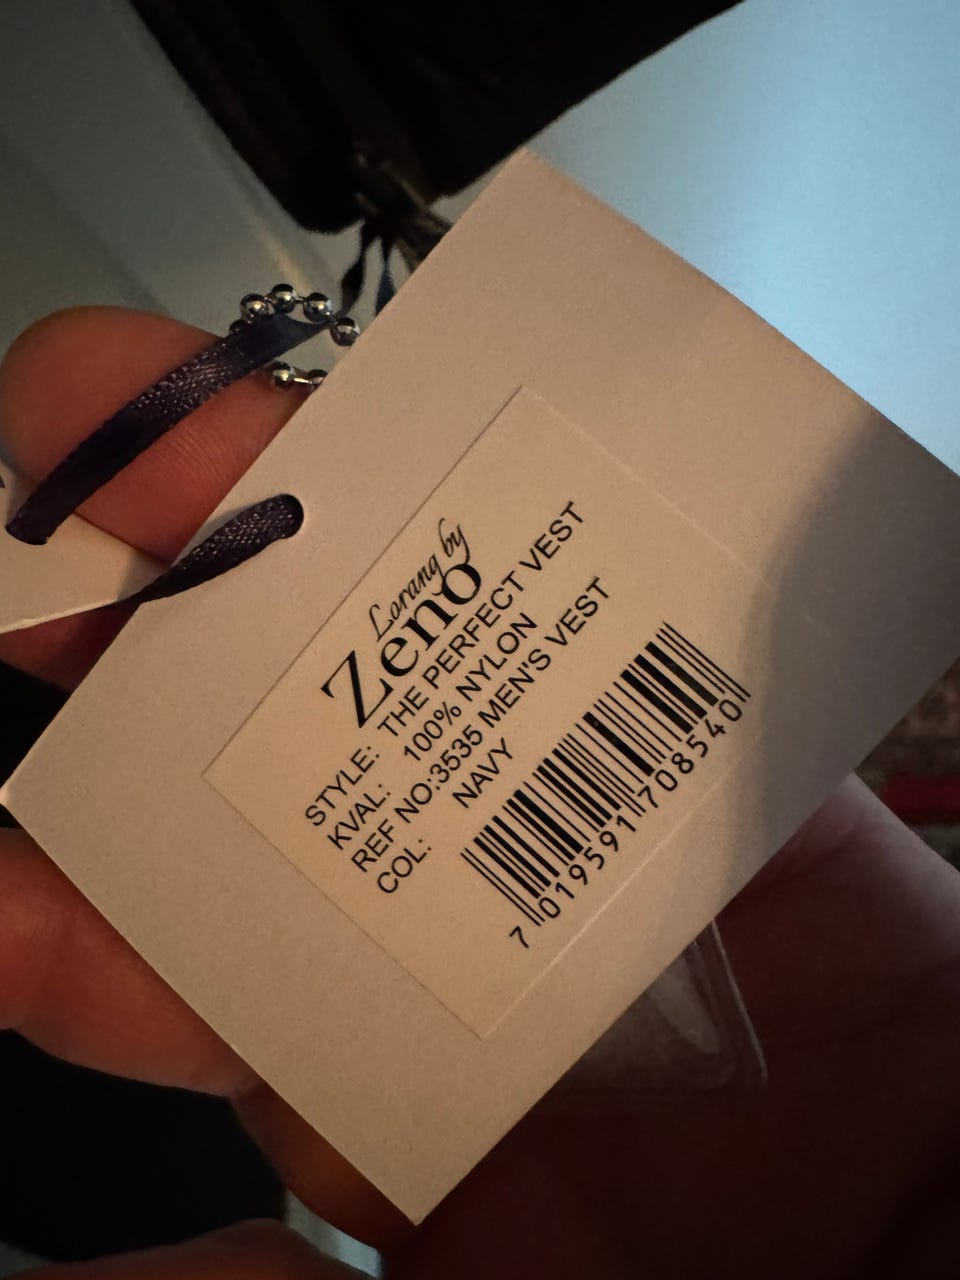 Lorang by
Zeno
STYLE: THE PERFECT VEST
KVAL: 100% NYLON
REF NO:3535 MEN'S VEST
COL: NAVY
7 019591 708540